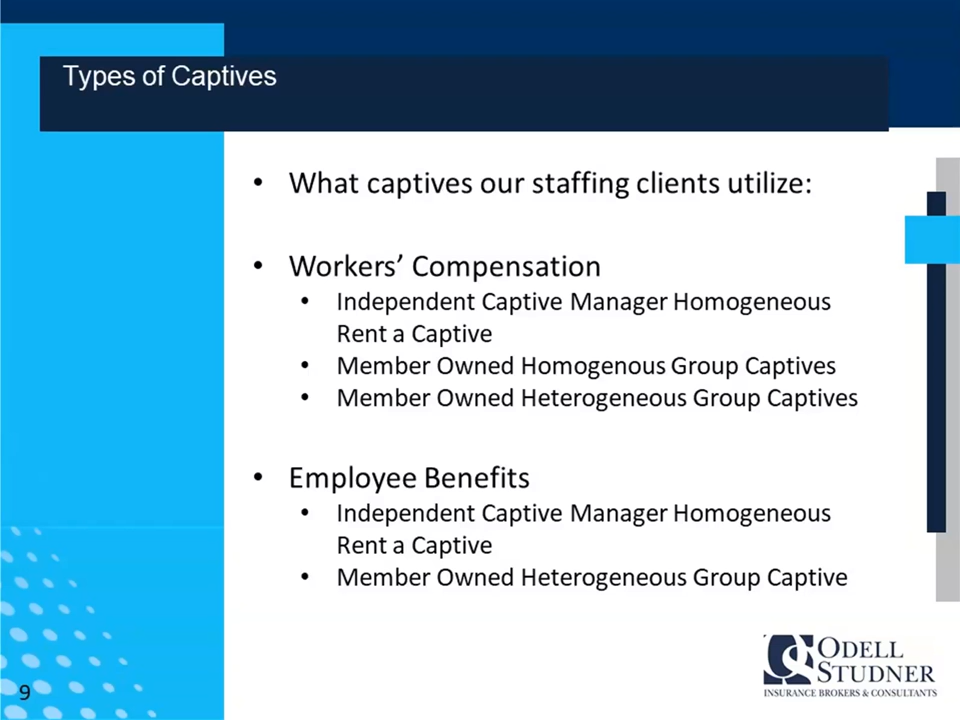 Types of Captives
• What captives our staffing clients utilize:
• Workers’ Compensation
• Independent Captive Manager Homogeneous
Rent a Captive
• Member Owned Homogenous Group Captives
• Member Owned Heterogeneous Group Captives
• Employee Benefits
• Independent Captive Manager Homogeneous
Rent a Captive
• Member Owned Heterogeneous Group Captive
ODELL
STUDNER
INSURANCE BROKERS & CONSULTANTS
9